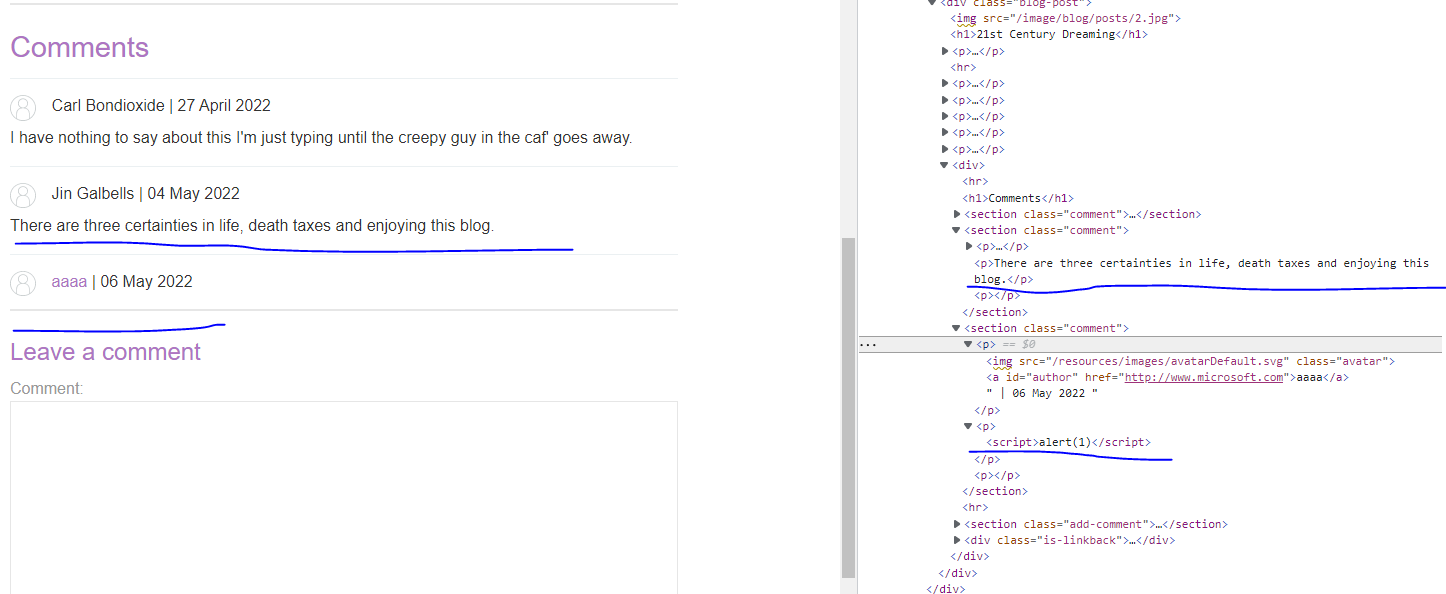 Comments
Carl Bondioxide | 27 April 2022
I have nothing to say about this I'm just typing until the creepy guy in the caf' goes away.
Jin Galbells | 04 May 2022
There are three certainties in life, death taxes and enjoying this blog.
aaaa | 06 May 2022
Leave a comment
Comment:
<div class="blog-post">
<img src="/image/blog/posts/2.jpg">
<h1>21st Century Dreaming</h1>
<p>…</p>
<hr>
<p>…</p>
<p>…</p>
<p>…</p>
<p>…</p>
<p>…</p>
<div>
<hr>
<h1>Comments</h1>
<section class="comment">…</section>
<section class="comment">
<p>…</p>
<p>There are three certainties in life, death taxes and enjoying this
blog.</p>
<p></p>
</section>
<section class="comment">
... <p> == $0
<img src="/resources/images/avatarDefault.svg" class="avatar">
<a id="author" href="http://www.microsoft.com">aaaa</a>
" | 06 May 2022 "
</p>
<p>
<script>alert(1)</script>
</p>
<p></p>
</section>
<hr>
<section class="add-comment">…</section>
<div class="is-linkback">…</div>
</div>
</div>
</div>